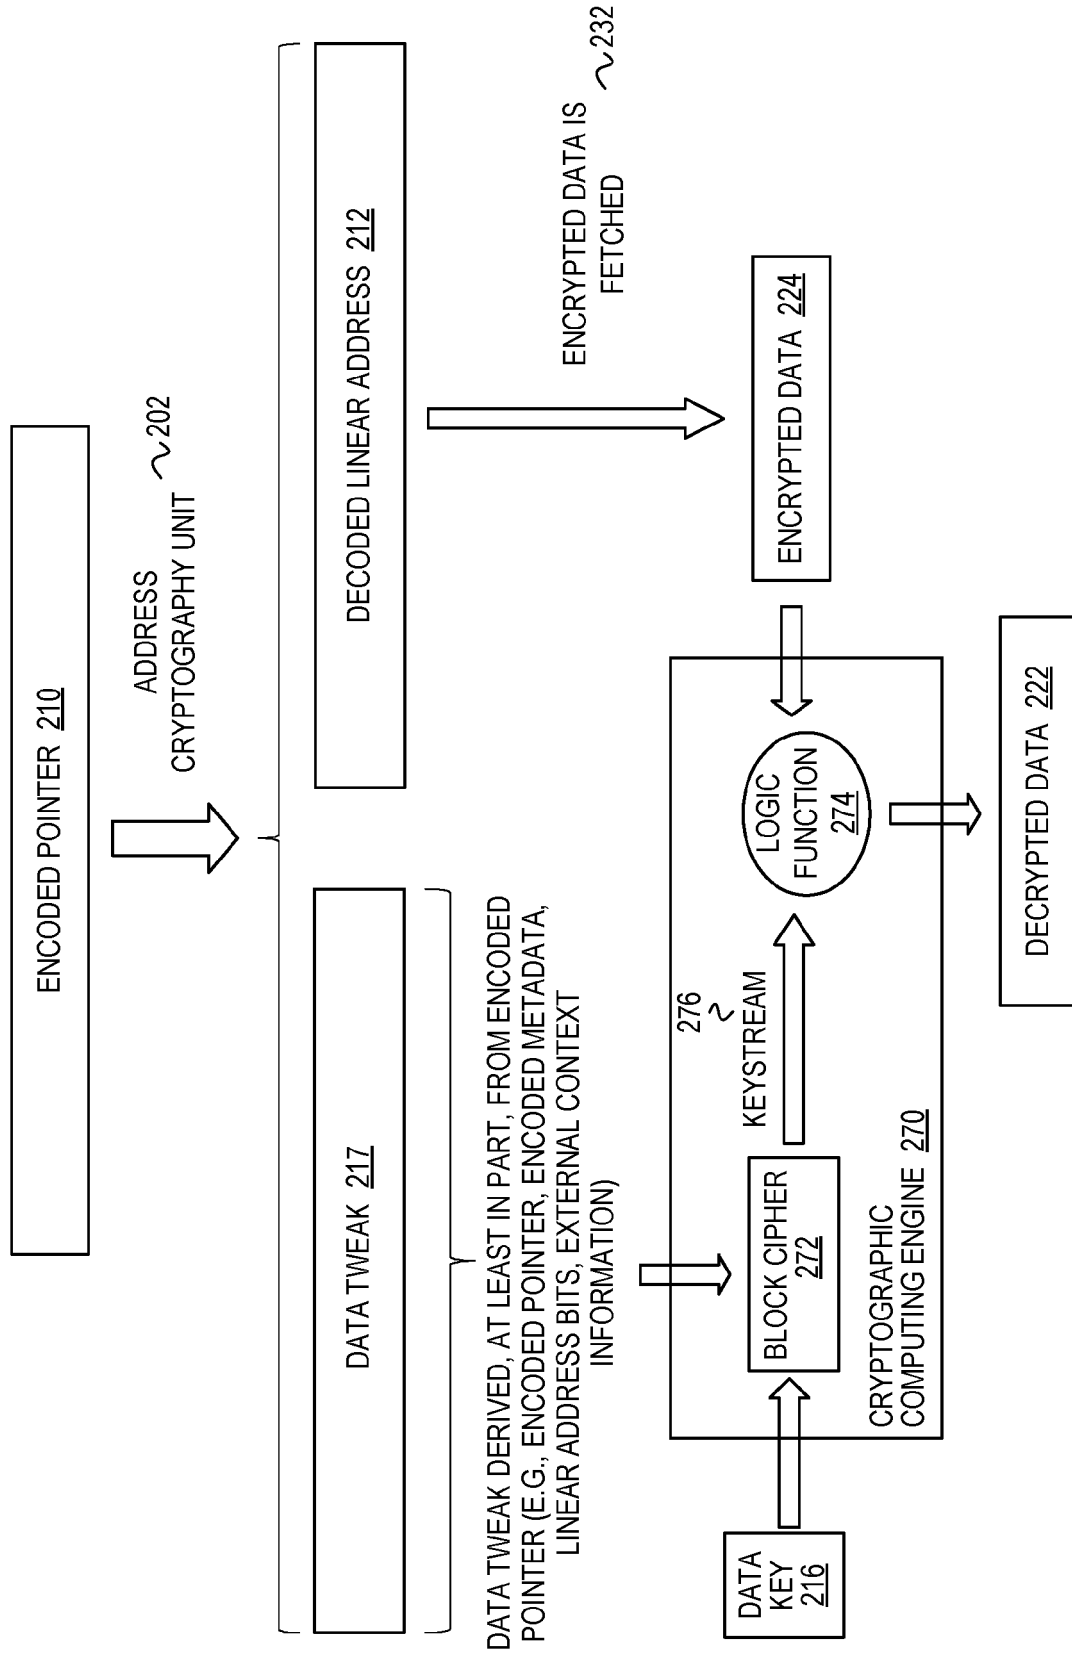 ENCODED POINTER 210
ADDRESS
CRYPTOGRAPHY UNIT
202
DATA TWEAK 217
DECODED LINEAR ADDRESS 212
DATA TWEAK DERIVED, AT LEAST IN PART, FROM ENCODED
POINTER (E.G., ENCODED POINTER, ENCODED METADATA,
LINEAR ADDRESS BITS, EXTERNAL CONTEXT
INFORMATION)
ENCRYPTED DATA IS
FETCHED
232
DATA
KEY
216
BLOCK CIPHER
272
276
KEYSTREAM
LOGIC
FUNCTION
274
ENCRYPTED DATA 224
CRYPTOGRAPHIC
COMPUTING ENGINE 270
DECRYPTED DATA 222